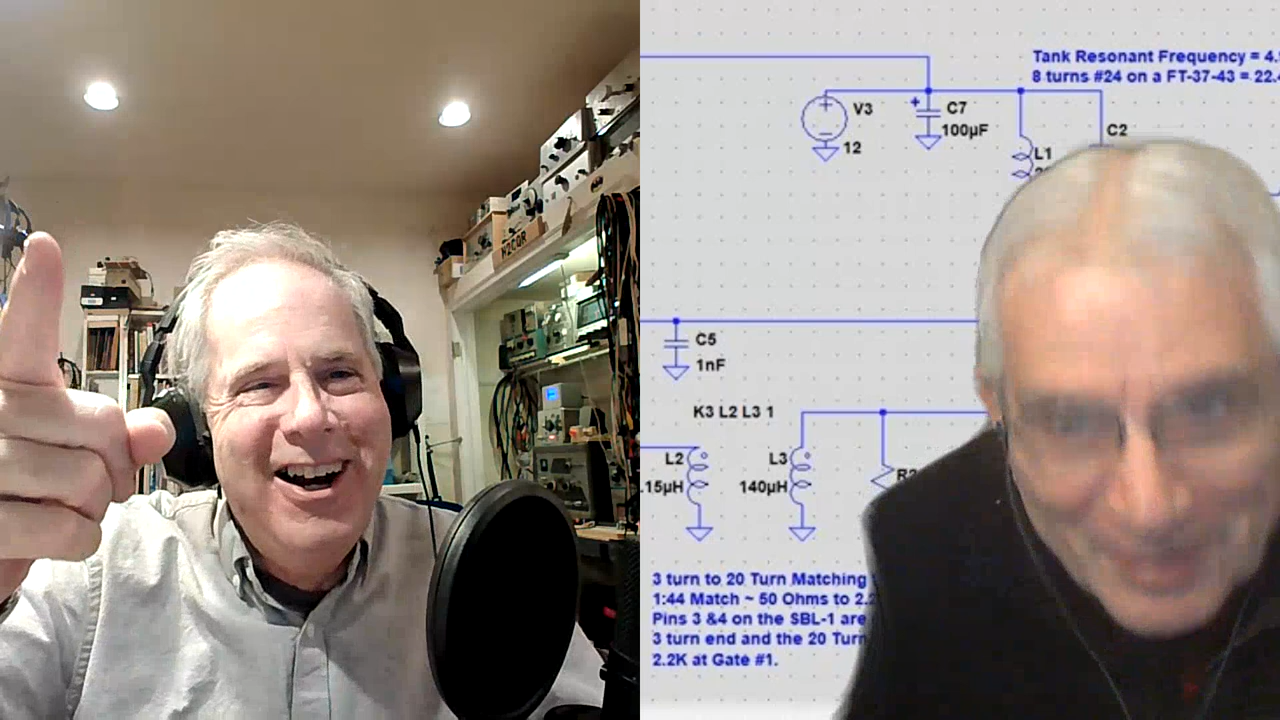 Tank Resonant Frequency = 4.
8 turns #24 on a FT-37-43 = 22.
V3
12
C7
100µF
C2
L1
N2CQR
C5
1nF
K3 L2 L3 1
L2
.15µH
L3
140µH
3 turn to 20 Turn Matching
1:44 Match ~ 50 Ohms to 2.2
Pins 3 &4 on the SBL-1 are
3 turn end and the 20 Turn
2.2K at Gate #1.